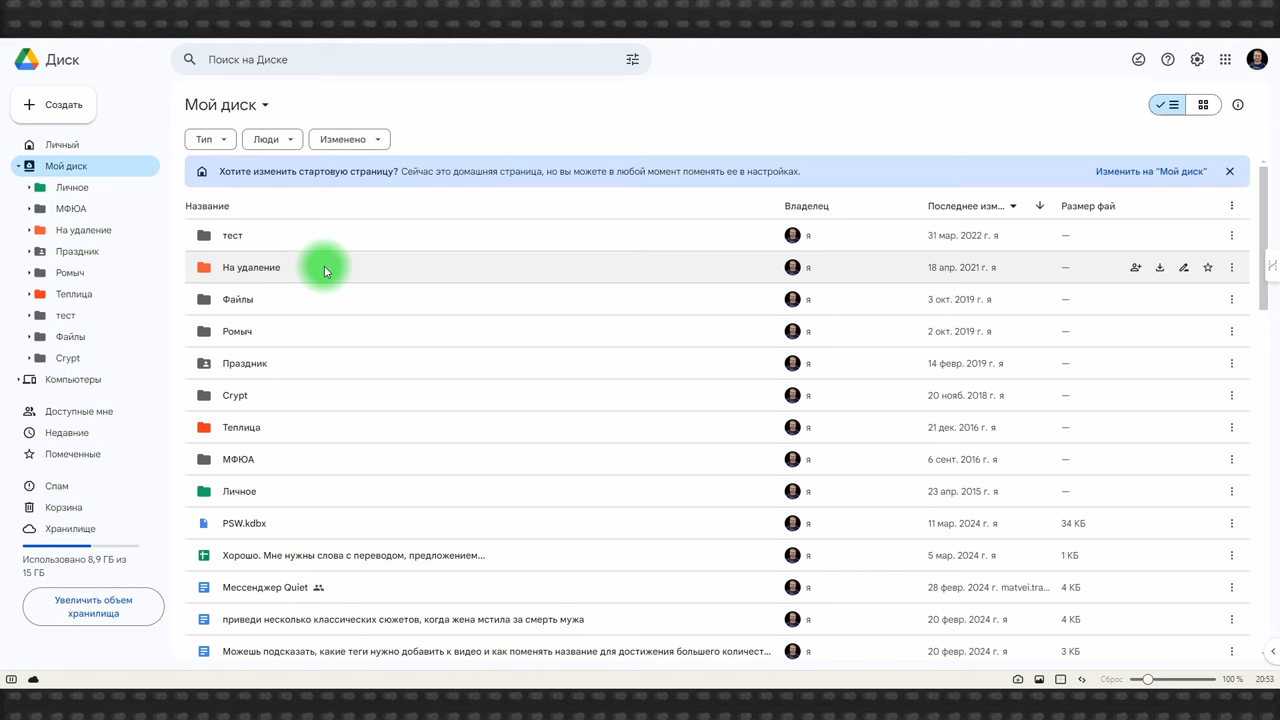 Диск
Поиск на Диске
Создать
Мой диск
Тип
Люди
Изменено
Личный
Мой диск
Личное
МФЮА
На удаление
Праздник
Ромыч
Теплица
тест
Файлы
Crypt
Компьютеры
Доступные мне
Недавние
Помеченные
Спам
Корзина
Хранилище
Использовано 8,9 ГБ из
15 ГБ
Увеличить объем
хранилища
Хотите изменить стартовую страницу? Сейчас это домашняя страница, но вы можете в любой момент поменять ее в настройках. Изменить на "Мой диск"
Название Владелец Последнее изм... Размер фай
тест я 31 мар. 2022 г. я —
На удаление я 18 апр. 2021 г. я —
Файлы я 3 окт. 2019 г. я —
Ромыч я 2 окт. 2019 г. я —
Праздник я 14 февр. 2019 г. я —
Crypt я 20 нояб. 2018 г. я —
Теплица я 21 дек. 2016 г. я —
МФЮА я 6 сент. 2016 г. я —
Личное я 23 апр. 2015 г. я —
PSW.kdbx я 11 мар. 2024 г. я 34 КБ
Хорошо. Мне нужны слова с переводом, предложением... я 5 мар. 2024 г. я 1 КБ
Мессенджер Quiet я 28 февр. 2024 г. matvei.tra... 4 КБ
приведи несколько классических сюжетов, когда жена мстила за смерть мужа я 20 февр. 2024 г. я 4 КБ
Можешь подсказать, какие теги нужно добавить к видео и как поменять название для достижения большего количест... я 20 февр. 2024 г. я 3 КБ
Сброс 100 % 20:53